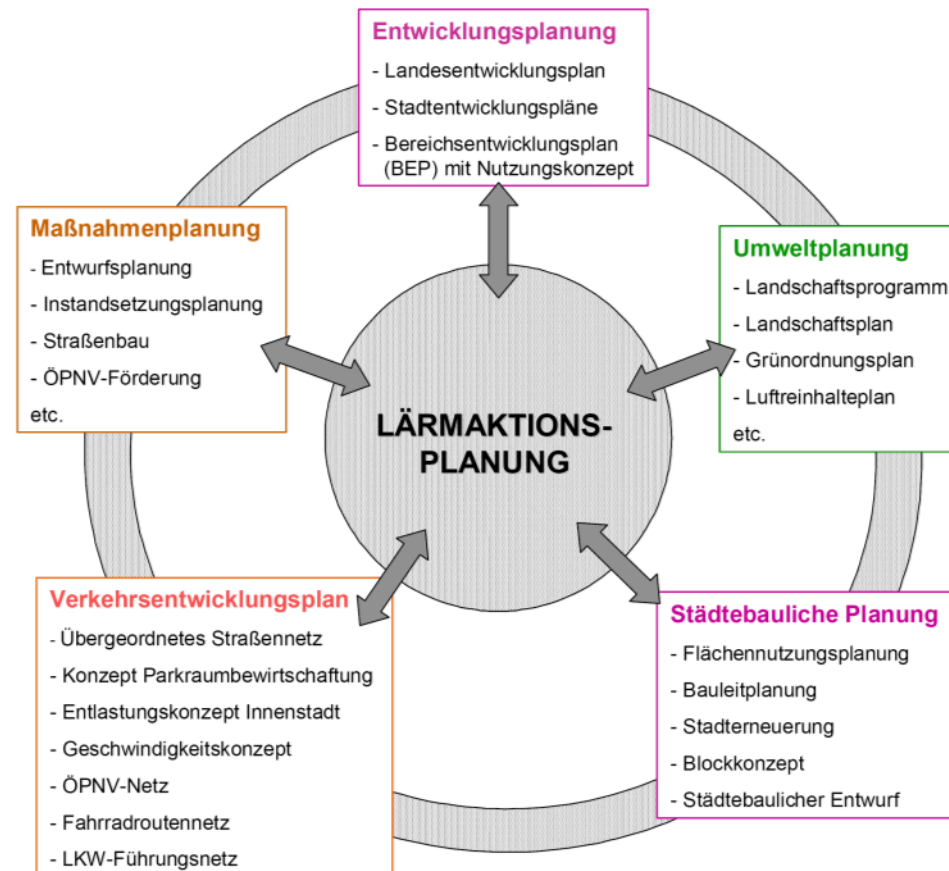 Entwicklungsplanung
- Landesentwicklungsplan
- Stadtentwicklungspläne
- Bereichsentwicklungsplan
(BEP) mit Nutzungskonzept
Maßnahmenplanung
- Entwurfsplanung
- Instandsetzungsplanung
- Straßenbau
- ÖPNV-Förderung
etc.
Umweltplanung
- Landschaftsprogramm
- Landschaftsplan
- Grünordnungsplan
- Luftreinhalteplan
etc.
LÄRMAKTIONS-
PLANUNG
Verkehrsentwicklungsplan
- Übergeordnetes Straßennetz
- Konzept Parkraumbewirtschaftung
- Entlastungskonzept Innenstadt
- Geschwindigkeitskonzept
- ÖPNV-Netz
- Fahrradroutennetz
- LKW-Führungsnetz
Städtebauliche Planung
- Flächennutzungsplanung
- Bauleitplanung
- Stadterneuerung
- Blockkonzept
- Städtebaulicher Entwurf